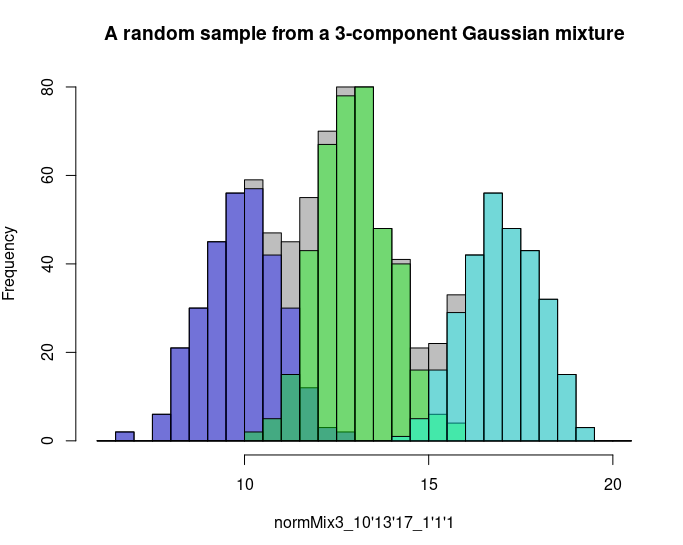 A random sample from a 3-component Gaussian mixture
Frequency
80
60
40
20
0
10 15 20
normMix3_10'13'17_1'1'1